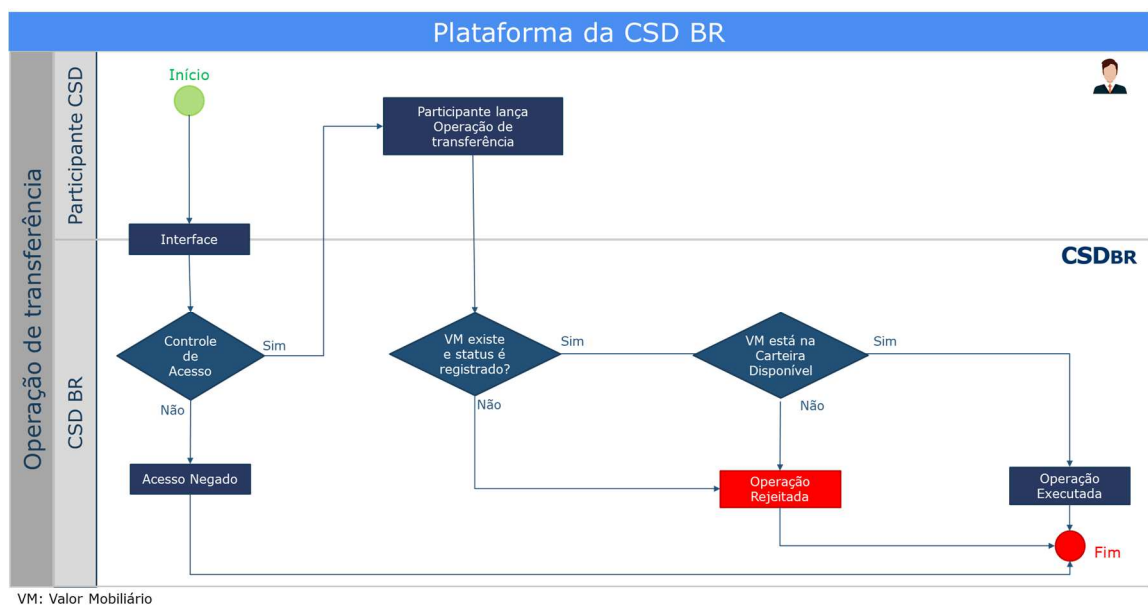 Plataforma da CSD BR
Operação de transferência
Participante CSD
Início
Participante lança
Operação de
transferência
Interface
CSD BR
CSDBR
Controle
de
Acesso
Sim
Não
VM existe
e status é
registrado?
Sim
Não
VM está na
Carteira
Disponível
Sim
Não
Acesso Negado
Operação
Rejeitada
Operação
Executada
Fim
VM: Valor Mobiliário